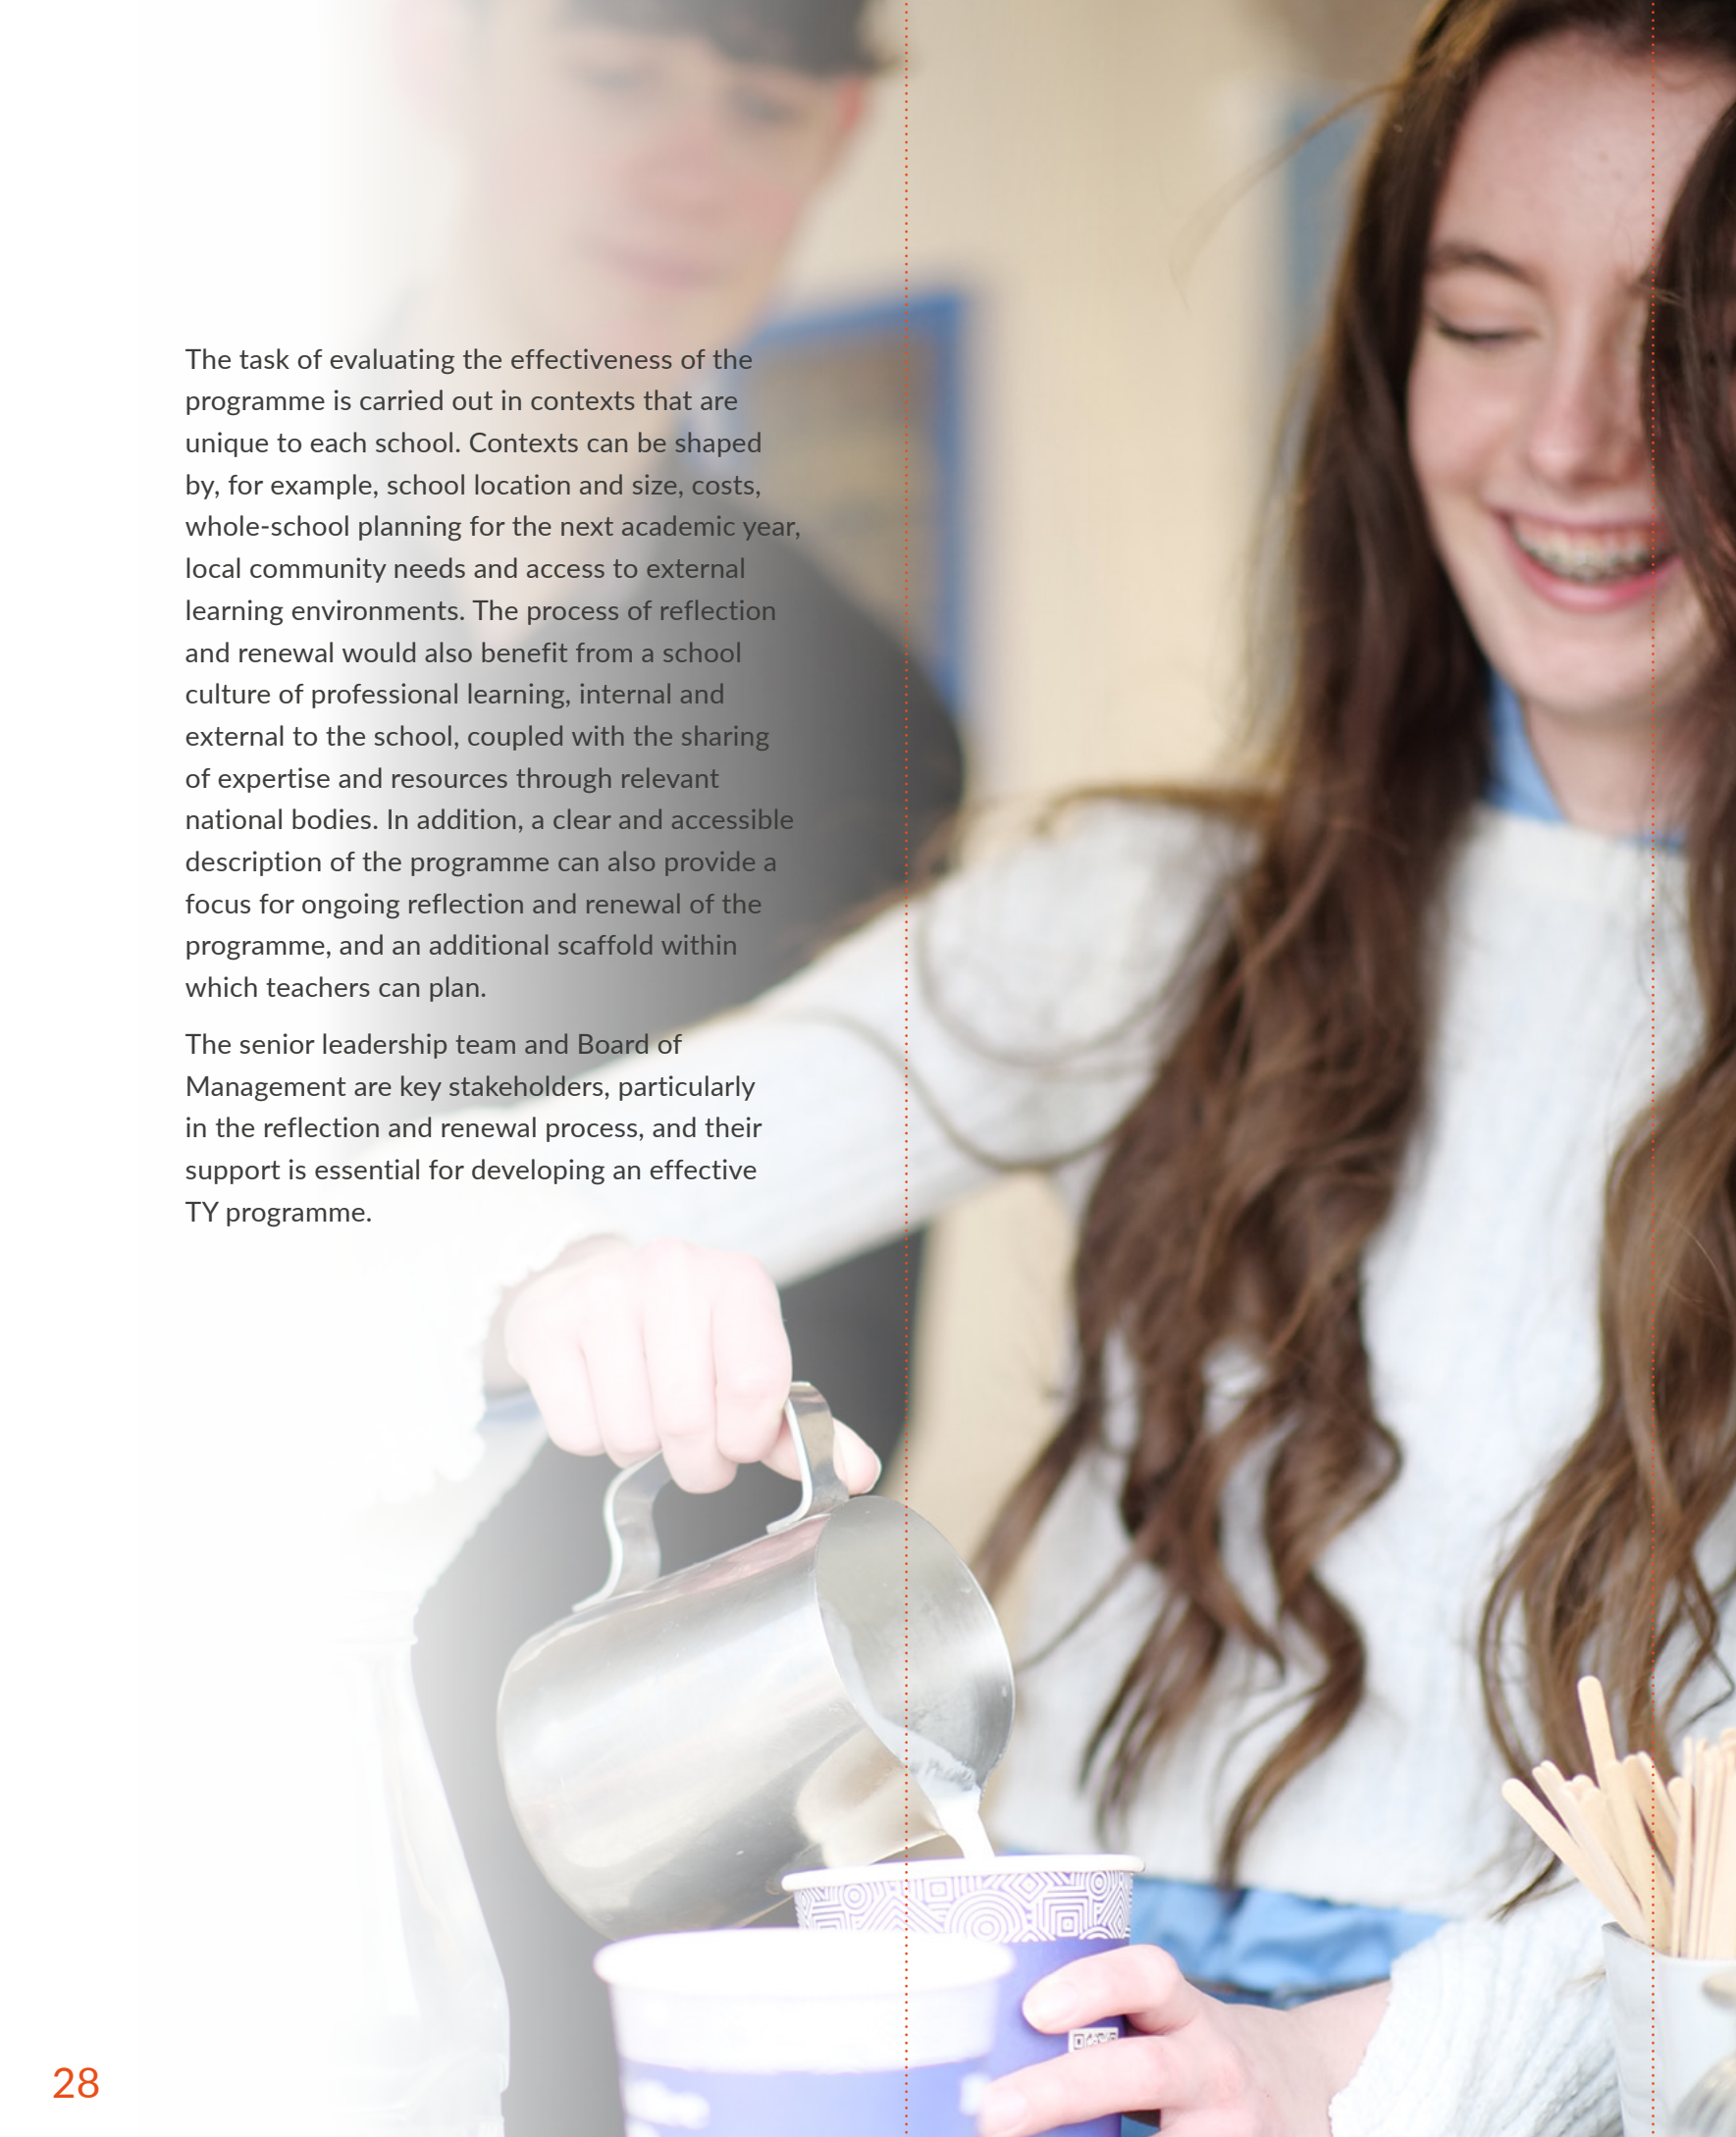 The task of evaluating the effectiveness of the
programme is carried out in contexts that are
unique to each school. Contexts can be shaped
by, for example, school location and size, costs,
whole-school planning for the next academic year,
local community needs and access to external
learning environments. The process of reflection
and renewal would also benefit from a school
culture of professional learning, internal and
external to the school, coupled with the sharing
of expertise and resources through relevant
national bodies. In addition, a clear and accessible
description of the programme can also provide a
focus for ongoing reflection and renewal of the
programme, and an additional scaffold within
which teachers can plan.
The senior leadership team and Board of
Management are key stakeholders, particularly
in the reflection and renewal process, and their
support is essential for developing an effective
TY programme.
28